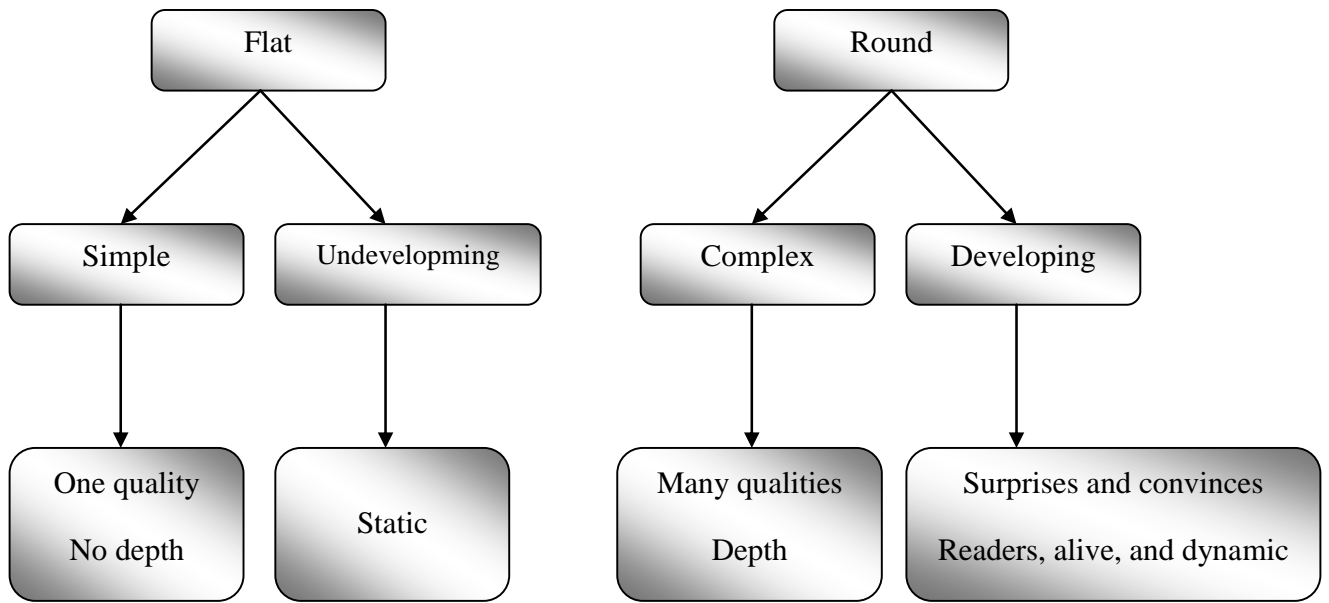 Flat
Round
Simple
Undevelopming
Complex
Developing
One quality
No depth
Static
Many qualities
Depth
Surprises and convinces
Readers, alive, and dynamic